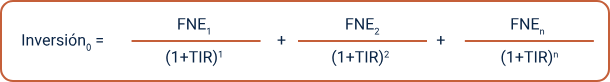 Inversión₀ = FNE₁ / (1+TIR)¹ + FNE₂ / (1+TIR)² + FNEₙ / (1+TIR)ⁿ